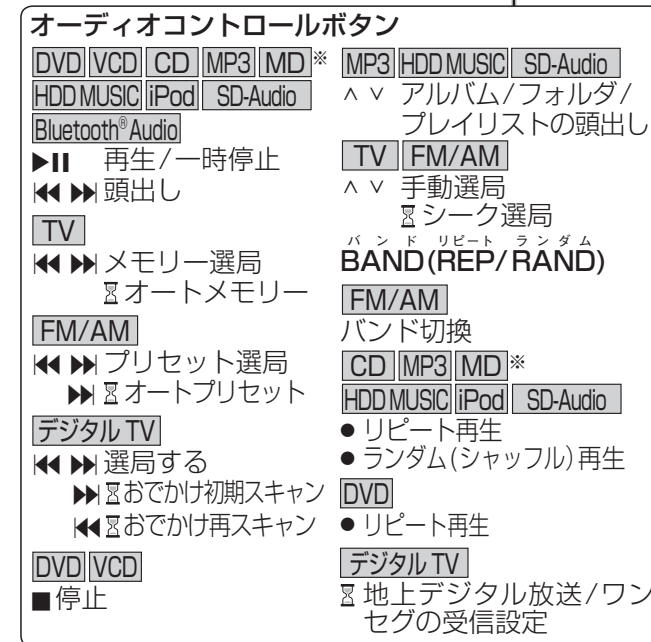 オーディオコントロールボタン
DVD VCD CD MP3 MD※
HDD MUSIC iPod SD-Audio
Bluetooth® Audio
▶II 再生/一時停止
⏮ ⏭ 頭出し
TV
⏮ ⏭ メモリー選局
⌛オートメモリー
FM/AM
⏮ ⏭ プリセット選局
⏭ ⌛オートプリセット
デジタル TV
⏮ ⏭ 選局する
⏭ ⌛おでかけ初期スキャン
⏮ ⌛おでかけ再スキャン
DVD VCD
■停止
MP3 HDD MUSIC SD-Audio
∧ ∨ アルバム/フォルダ/
プレイリストの頭出し
TV FM/AM
∧ ∨ 手動選局
⌛シーク選局
バンド リピート ランダム
BAND(REP/RAND)
FM/AM
バンド切換
CD MP3 MD※
HDD MUSIC iPod SD-Audio
● リピート再生
● ランダム(シャッフル)再生
DVD
● リピート再生
デジタル TV
⌛地上デジタル放送/ワン
セグの受信設定